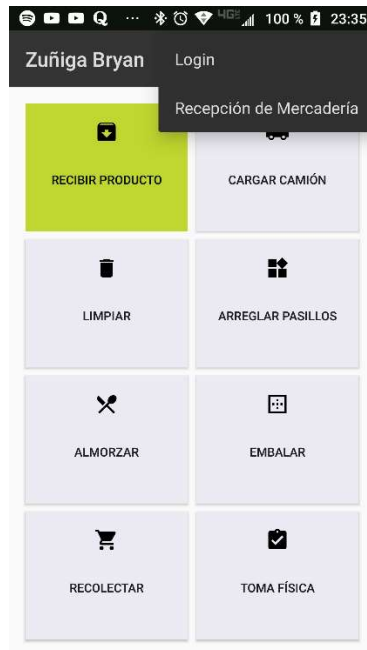 100 % 23:35
Zuñiga Bryan
Login
Recepción de Mercadería
RECIBIR PRODUCTO
CARGAR CAMIÓN
LIMPIAR
ARREGLAR PASILLOS
ALMORZAR
EMBALAR
RECOLECTAR
TOMA FÍSICA